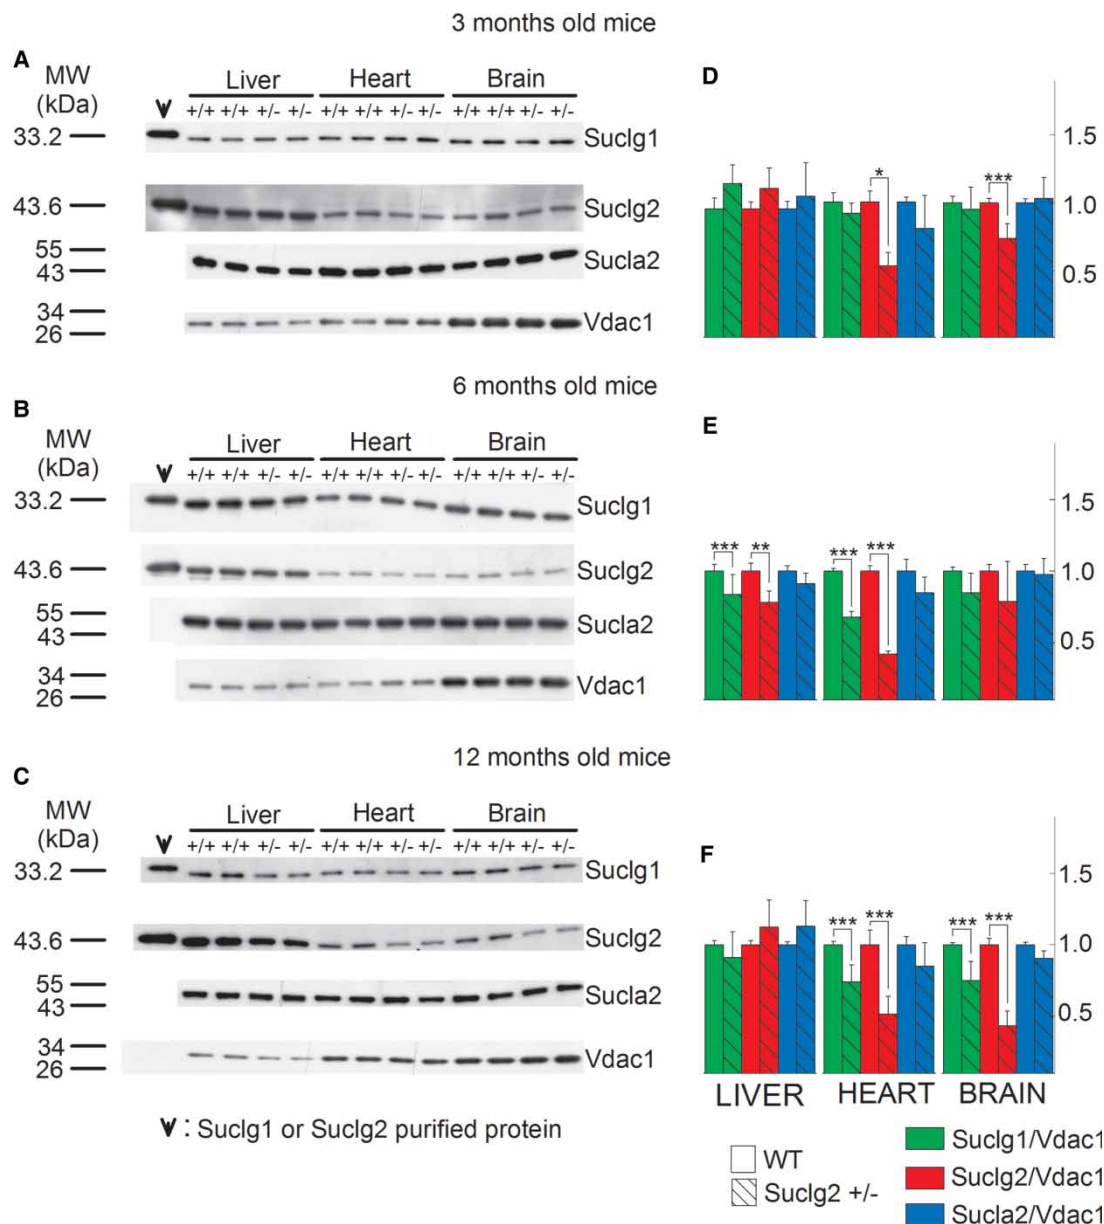 3 months old mice
A
MW
(kDa)
Liver Heart Brain
+/+ +/+ +/- +/- +/+ +/+ +/- +/- +/+ +/+ +/- +/-
33.2
Suclg1
43.6
Suclg2
55
43
Sucla2
34
26
Vdac1
D
* ***
1.5
1.0
0.5
6 months old mice
B
MW
(kDa)
Liver Heart Brain
+/+ +/+ +/- +/- +/+ +/+ +/- +/- +/+ +/+ +/- +/-
33.2
Suclg1
43.6
Suclg2
55
43
Sucla2
34
26
Vdac1
E
*** ** *** ***
1.5
1.0
0.5
12 months old mice
C
MW
(kDa)
Liver Heart Brain
+/+ +/+ +/- +/- +/+ +/+ +/- +/- +/+ +/+ +/- +/-
33.2
Suclg1
43.6
Suclg2
55
43
Sucla2
34
26
Vdac1
: Suclg1 or Suclg2 purified protein
F
*** *** *** ***
1.5
1.0
0.5
LIVER HEART BRAIN
WT
Suclg2 +/-
Suclg1/Vdac1
Suclg2/Vdac1
Sucla2/Vdac1